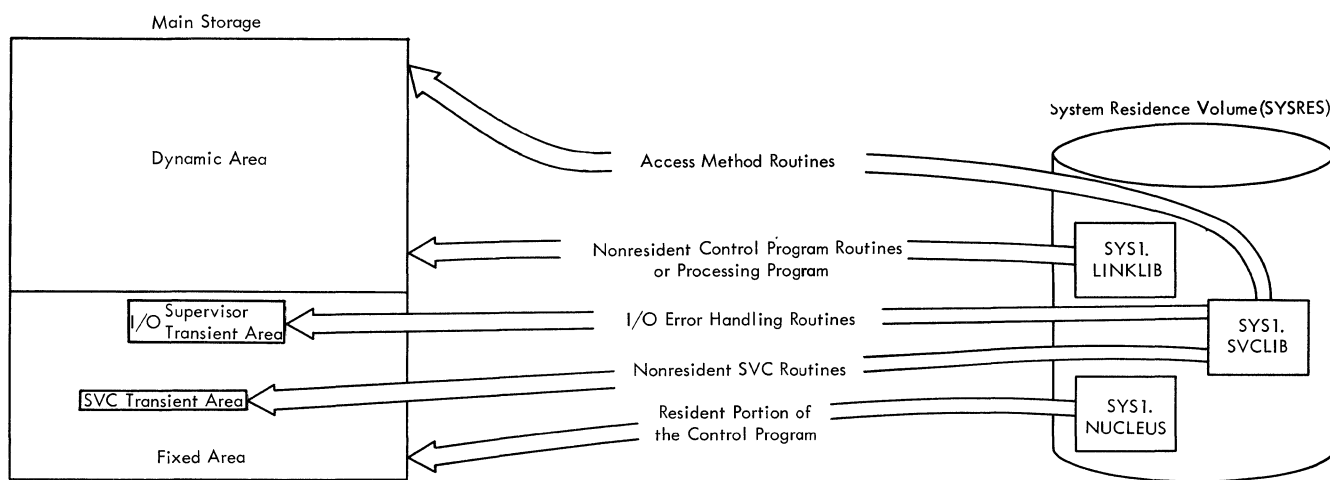 Main Storage
System Residence Volume (SYSRES)
Dynamic Area
Access Method Routines
Nonresident Control Program Routines
or Processing Program
SYS1.
LINKLIB
I/O Supervisor
Transient Area
I/O Error Handling Routines
SYS1.
SVCLIB
Nonresident SVC Routines
SVC Transient Area
Resident Portion of
the Control Program
SYS1.
NUCLEUS
Fixed Area